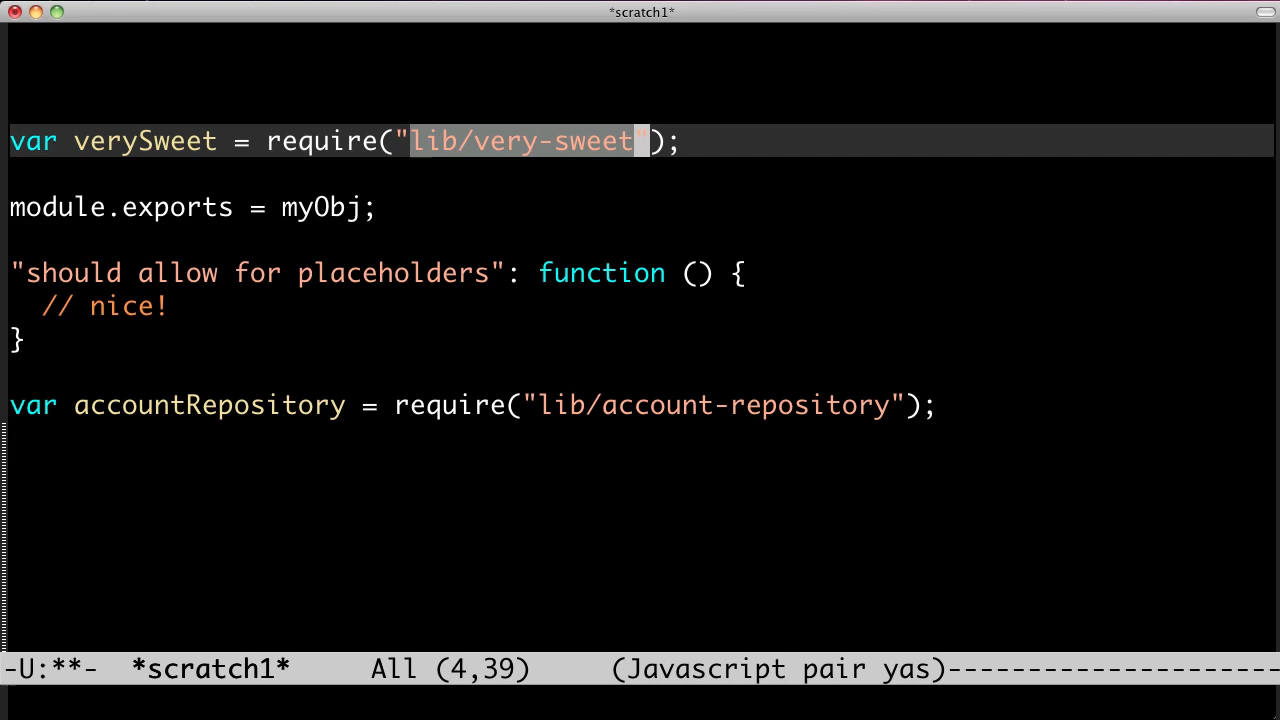 *scratch1*
var verySweet = require("lib/very-sweet");
module.exports = myObj;
"should allow for placeholders": function () {
  // nice!
}
var accountRepository = require("lib/account-repository");
-U:**-  *scratch1*     All (4,39)     (Javascript pair yas)---------------------